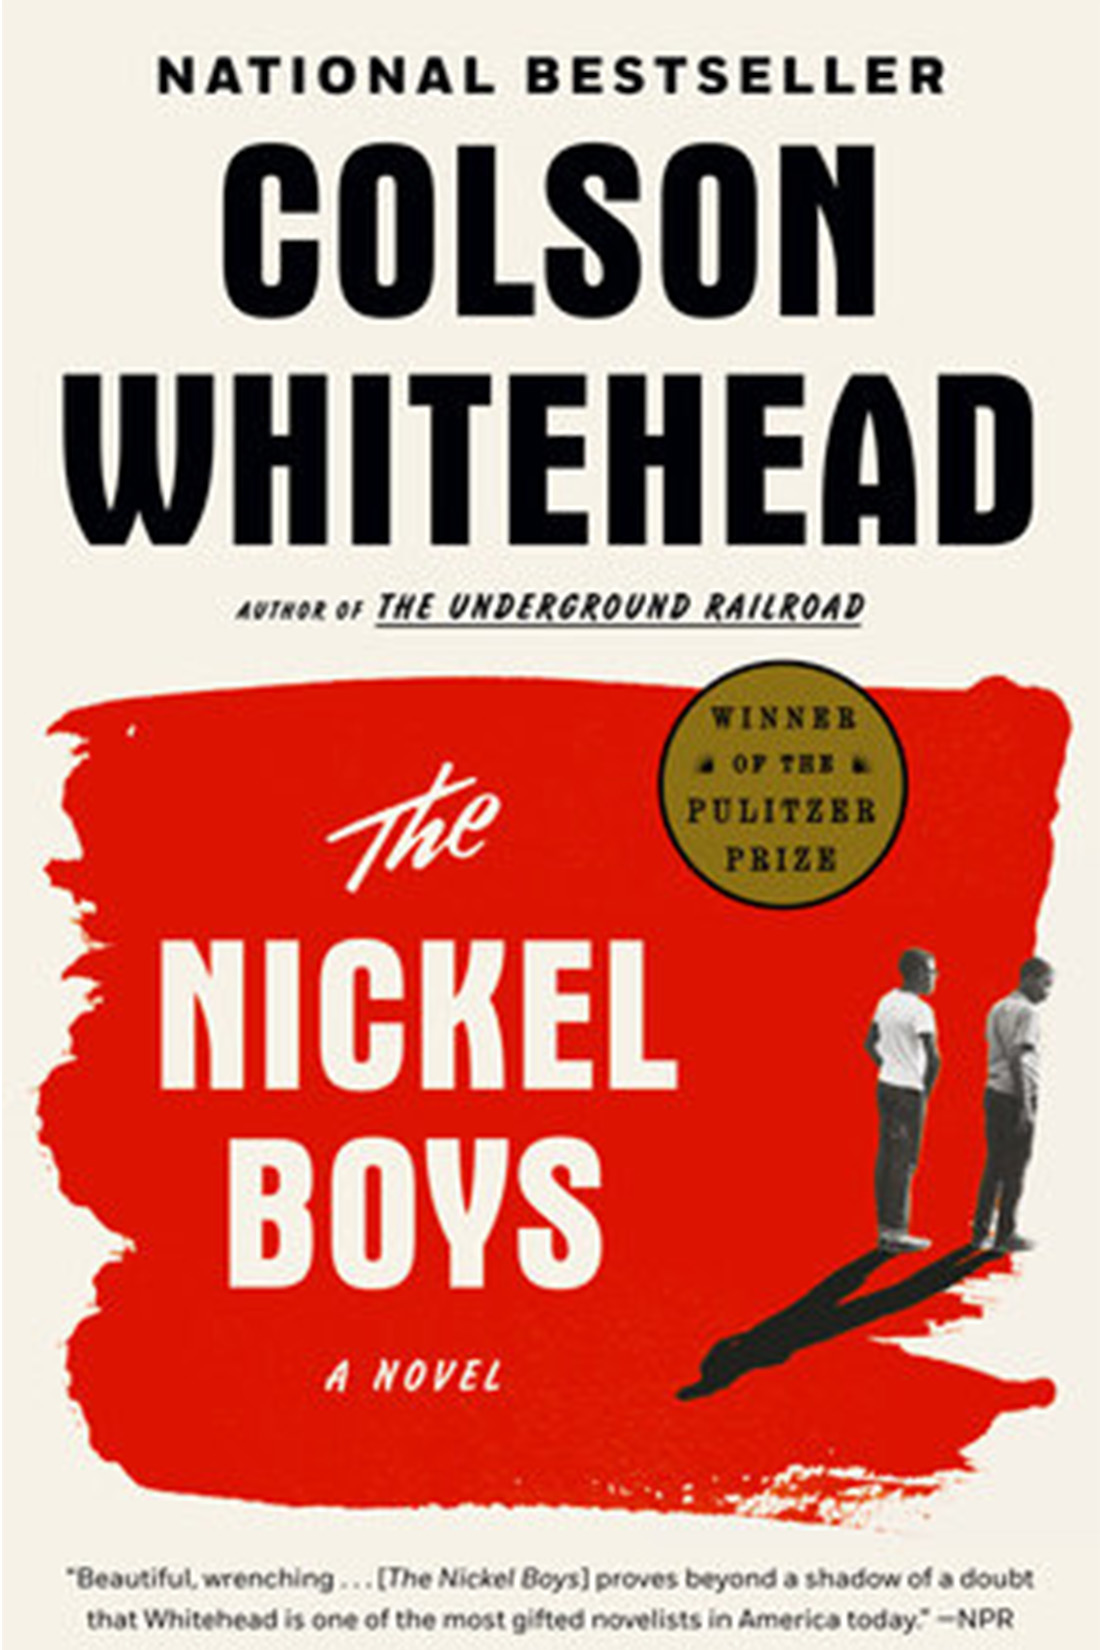 NATIONAL BESTSELLER
COLSON
WHITEHEAD
AUTHOR OF THE UNDERGROUND RAILROAD
WINNER
OF THE
PULITZER
PRIZE
The
NICKEL
BOYS
A NOVEL
"Beautiful, wrenching . . . [The Nickel Boys] proves beyond a shadow of a doubt
that Whitehead is one of the most gifted novelists in America today." —NPR